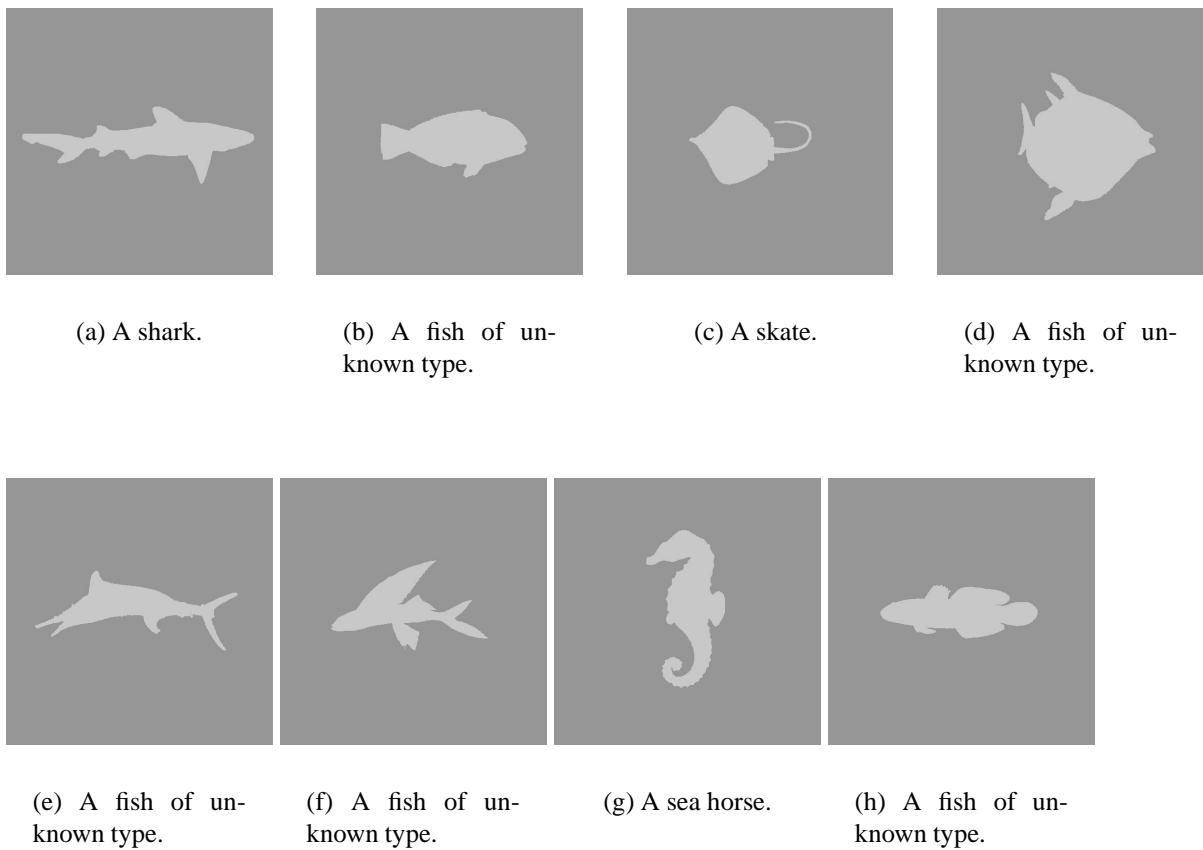 (a) A shark.
(b) A fish of un-
known type.
(c) A skate.
(d) A fish of un-
known type.
(e) A fish of un-
known type.
(f) A fish of un-
known type.
(g) A sea horse.
(h) A fish of un-
known type.